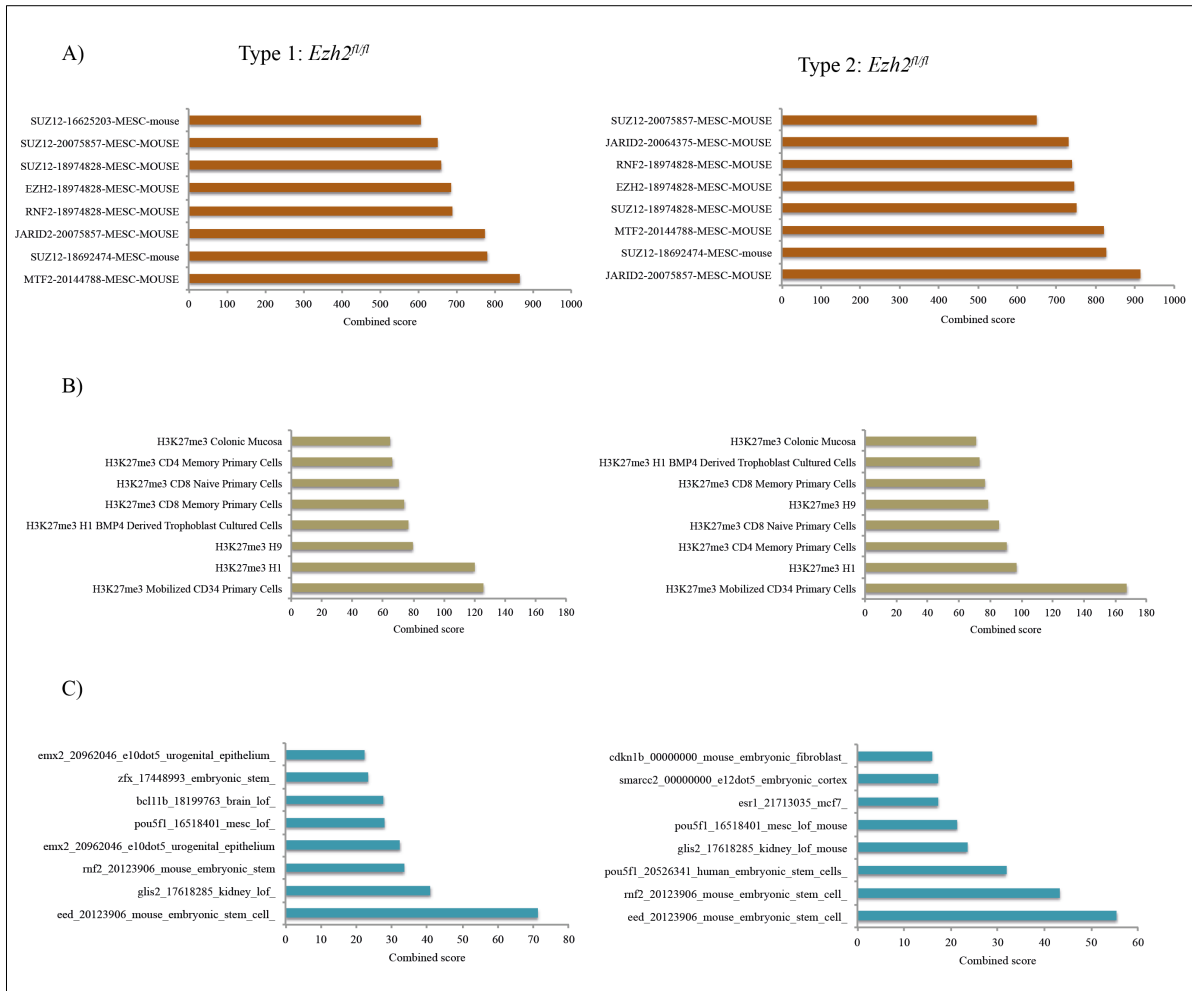 A)
Type 1: Ezh2fl/fl
SUZ12-16625203-MESC-mouse
SUZ12-20075857-MESC-MOUSE
SUZ12-18974828-MESC-MOUSE
EZH2-18974828-MESC-MOUSE
RNF2-18974828-MESC-MOUSE
JARID2-20075857-MESC-MOUSE
SUZ12-18692474-MESC-mouse
MTF2-20144788-MESC-MOUSE
0 100 200 300 400 500 600 700 800 900 1000
Combined score
Type 2: Ezh2fl/fl
SUZ12-20075857-MESC-MOUSE
JARID2-20064375-MESC-MOUSE
RNF2-18974828-MESC-MOUSE
EZH2-18974828-MESC-MOUSE
SUZ12-18974828-MESC-MOUSE
MTF2-20144788-MESC-MOUSE
SUZ12-18692474-MESC-mouse
JARID2-20075857-MESC-MOUSE
0 100 200 300 400 500 600 700 800 900 1000
Combined score
B)
H3K27me3 Colonic Mucosa
H3K27me3 CD4 Memory Primary Cells
H3K27me3 CD8 Naive Primary Cells
H3K27me3 CD8 Memory Primary Cells
H3K27me3 H1 BMP4 Derived Trophoblast Cultured Cells
H3K27me3 H9
H3K27me3 H1
H3K27me3 Mobilized CD34 Primary Cells
0 20 40 60 80 100 120 140 160 180
Combined score
H3K27me3 Colonic Mucosa
H3K27me3 H1 BMP4 Derived Trophoblast Cultured Cells
H3K27me3 CD8 Memory Primary Cells
H3K27me3 H9
H3K27me3 CD8 Naive Primary Cells
H3K27me3 CD4 Memory Primary Cells
H3K27me3 H1
H3K27me3 Mobilized CD34 Primary Cells
0 20 40 60 80 100 120 140 160 180
Combined score
C)
emx2_20962046_e10dot5_urogenital_epithelium_
zfx_17448993_embryonic_stem_
bcl11b_18199763_brain_lof_
pou5f1_16518401_mesc_lof_
emx2_20962046_e10dot5_urogenital_epithelium
rnf2_20123906_mouse_embryonic_stem
glis2_17618285_kidney_lof_
eed_20123906_mouse_embryonic_stem_cell_
0 10 20 30 40 50 60 70 80
Combined score
cdkn1b_00000000_mouse_embryonic_fibroblast_
smarcc2_00000000_e12dot5_embryonic_cortex
esr1_21713035_mcf7_
pou5f1_16518401_mesc_lof_mouse
glis2_17618285_kidney_lof_mouse
pou5f1_20526341_human_embryonic_stem_cells_
rnf2_20123906_mouse_embryonic_stem_cell_
eed_20123906_mouse_embryonic_stem_cell_
0 10 20 30 40 50 60
Combined score